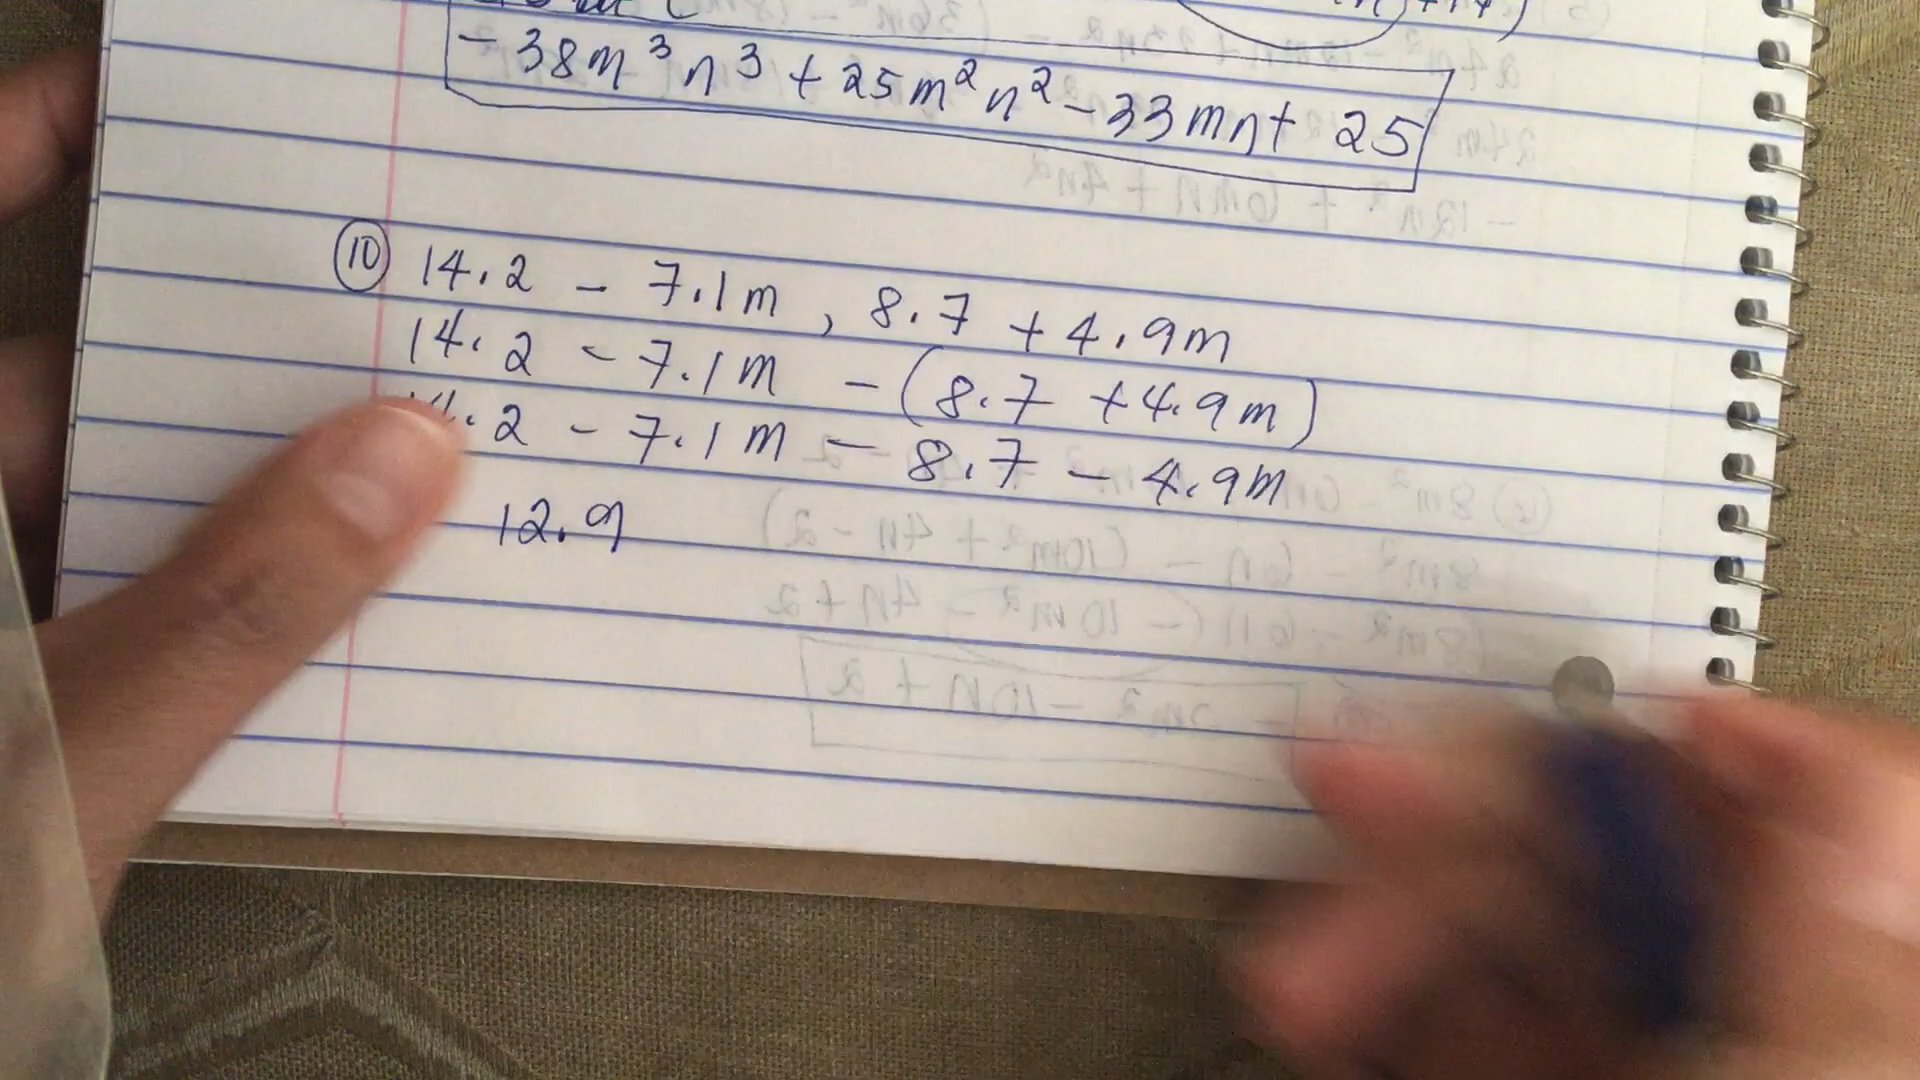 - 38m³n³ + 25m²n² - 33mn + 25
⑩ 14.2 - 7.1m , 8.7 + 4.9m
14.2 - 7.1m - (8.7 + 4.9m)
14.2 - 7.1m - 8.7 - 4.9m
12.9